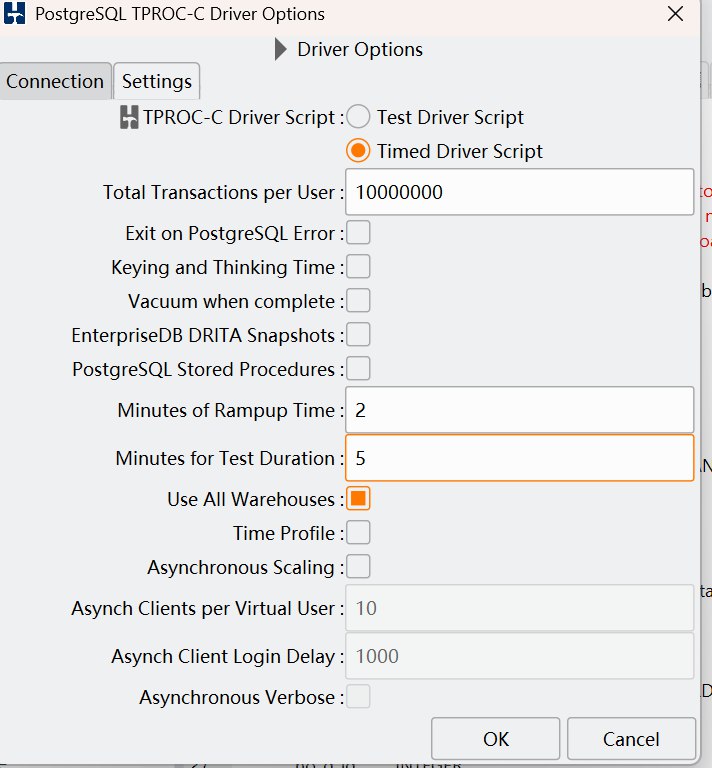 PostgreSQL TPROC-C Driver Options
Driver Options
Connection Settings
TPROC-C Driver Script : Test Driver Script
Timed Driver Script
Total Transactions per User : 10000000
Exit on PostgreSQL Error :
Keying and Thinking Time :
Vacuum when complete :
EnterpriseDB DRITA Snapshots :
PostgreSQL Stored Procedures :
Minutes of Rampup Time : 2
Minutes for Test Duration : 5
Use All Warehouses :
Time Profile :
Asynchronous Scaling :
Asynch Clients per Virtual User : 10
Asynch Client Login Delay : 1000
Asynchronous Verbose :
OK Cancel